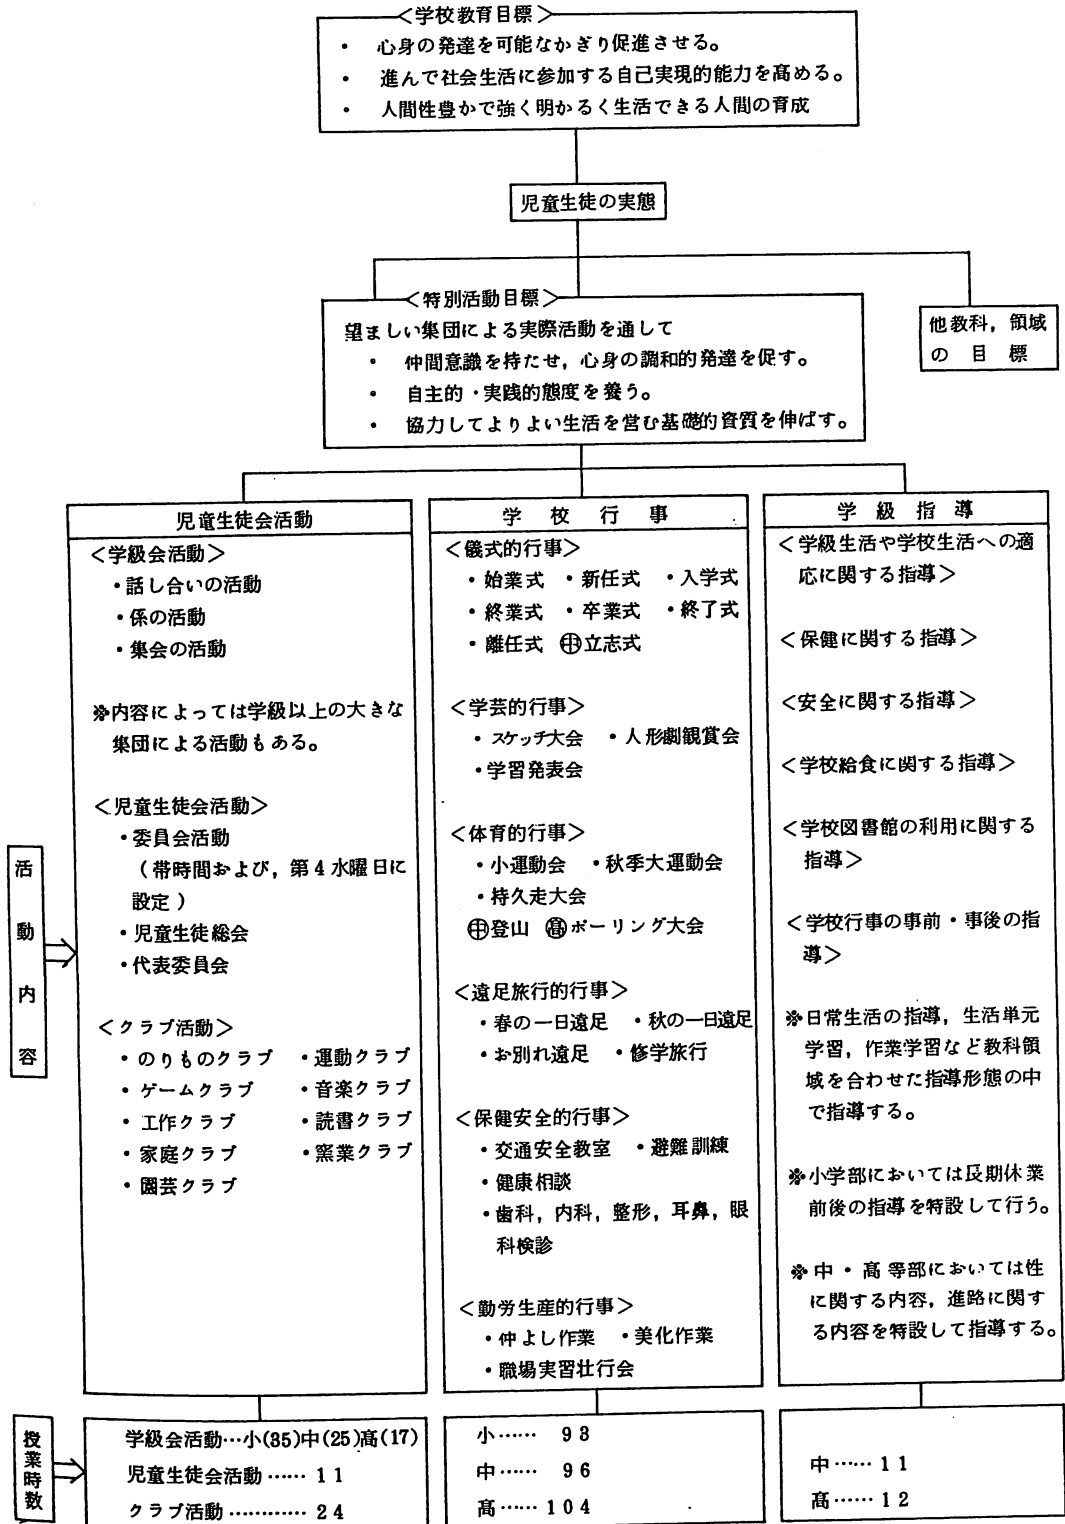 <学校教育目標>
・ 心身の発達を可能なかぎり促進させる。
・ 進んで社会生活に参加する自己実現的能力を高める。
・ 人間性豊かで強く明かるく生活できる人間の育成
児童生徒の実態
<特別活動目標>
望ましい集団による実際活動を通して
・ 仲間意識を持たせ，心身の調和的発達を促す。
・ 自主的・実践的態度を養う。
・ 協力してよりよい生活を営む基礎的資質を伸ばす。
他教科，領域
の 目 標
活動内容
児童生徒会活動
<学級会活動>
・話し合いの活動
・係の活動
・集会の活動
※内容によっては学級以上の大きな
集団による活動もある。
<児童生徒会活動>
・委員会活動
（帯時間および，第4水曜日に
設定）
・児童生徒総会
・代表委員会
<クラブ活動>
・のりものクラブ ・運動クラブ
・ゲームクラブ ・音楽クラブ
・工作クラブ ・読書クラブ
・家庭クラブ ・窯業クラブ
・園芸クラブ
学 校 行 事
<儀式的行事>
・始業式 ・新任式 ・入学式
・終業式 ・卒業式 ・終了式
・離任式 ㊥立志式
<学芸的行事>
・スケッチ大会 ・人形劇観賞会
・学習発表会
<体育的行事>
・小運動会 ・秋季大運動会
・持久走大会
㊥登山 高ボーリング大会
<遠足旅行的行事>
・春の一日遠足 ・秋の一日遠足
・お別れ遠足 ・修学旅行
<保健安全的行事>
・交通安全教室 ・避難訓練
・健康相談
・歯科，内科，整形，耳鼻，眼
科検診
<勤労生産的行事>
・仲よし作業 ・美化作業
・職場実習壮行会
学 級 指 導
<学級生活や学校生活への適
応に関する指導>
<保健に関する指導>
<安全に関する指導>
<学校給食に関する指導>
<学校図書館の利用に関する
指導>
<学校行事の事前・事後の指
導>
※日常生活の指導，生活単元
学習，作業学習など教科領
域を合わせた指導形態の中
で指導する。
※小学部においては長期休業
前後の指導を特設して行う。
※中・高等部においては性
に関する内容，進路に関す
る内容を特設して指導する。
授業時数
学級会活動…小(35)中(25)高(17)
児童生徒会活動…… 11
クラブ活動………… 24
小…… 93
中…… 96
高…… 104
中…… 11
高…… 12